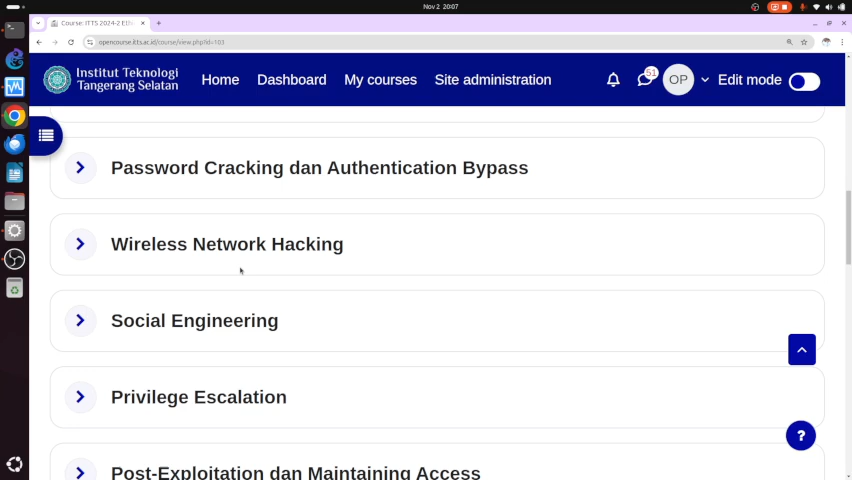 Nov 2 20:07
Course: ITTS 2024-2 Eth
opencourse.itts.ac.id/course/view.php?id=103
Institut Teknologi
Tangerang Selatan
Home
Dashboard
My courses
Site administration
51
OP
Edit mode
Password Cracking dan Authentication Bypass
Wireless Network Hacking
Social Engineering
Privilege Escalation
?
Post-Exploitation dan Maintaining Access